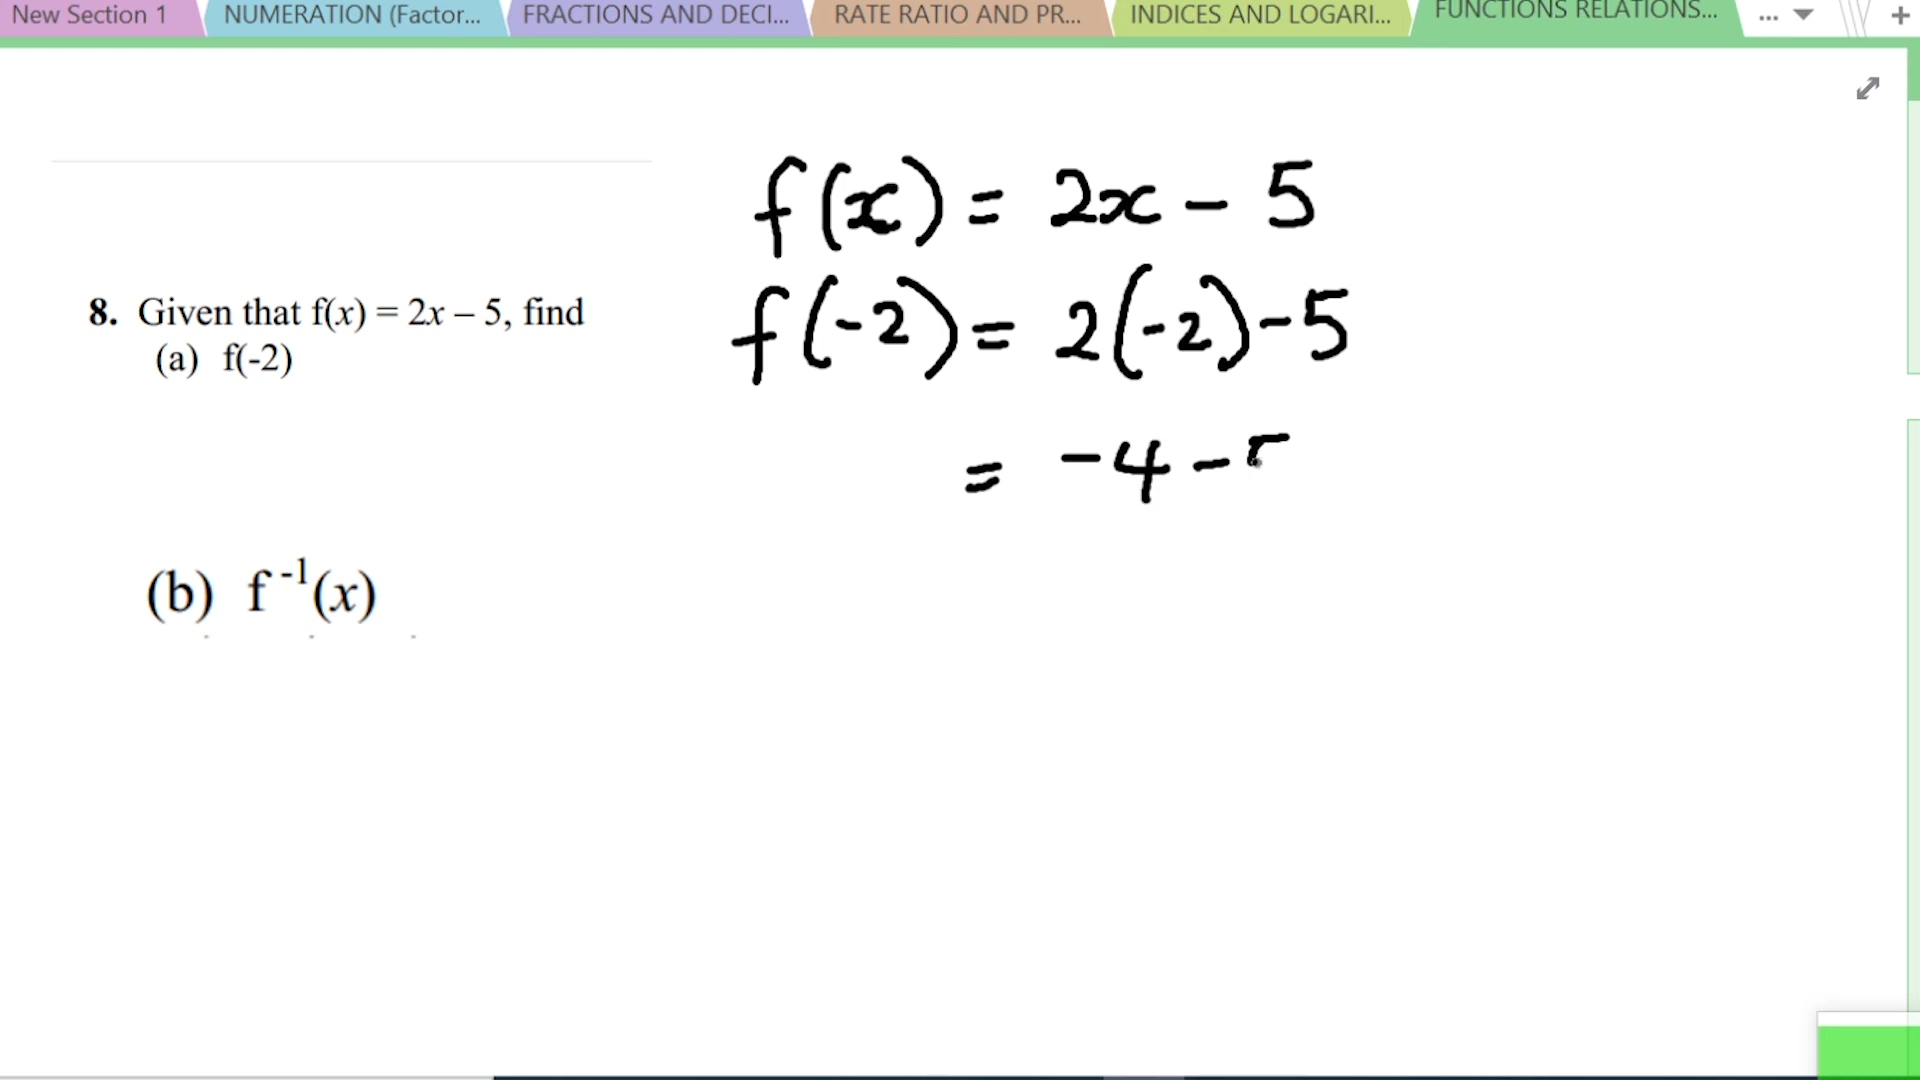 New Section 1 NUMERATION (Factor... FRACTIONS AND DECI... RATE RATIO AND PR... INDICES AND LOGARI... FUNCTIONS RELATIONS... ... +
f(x) = 2x - 5
8. Given that f(x) = 2x – 5, find
f(-2) = 2(-2) - 5
(a) f(-2)
= -4 -
(b) f⁻¹(x)